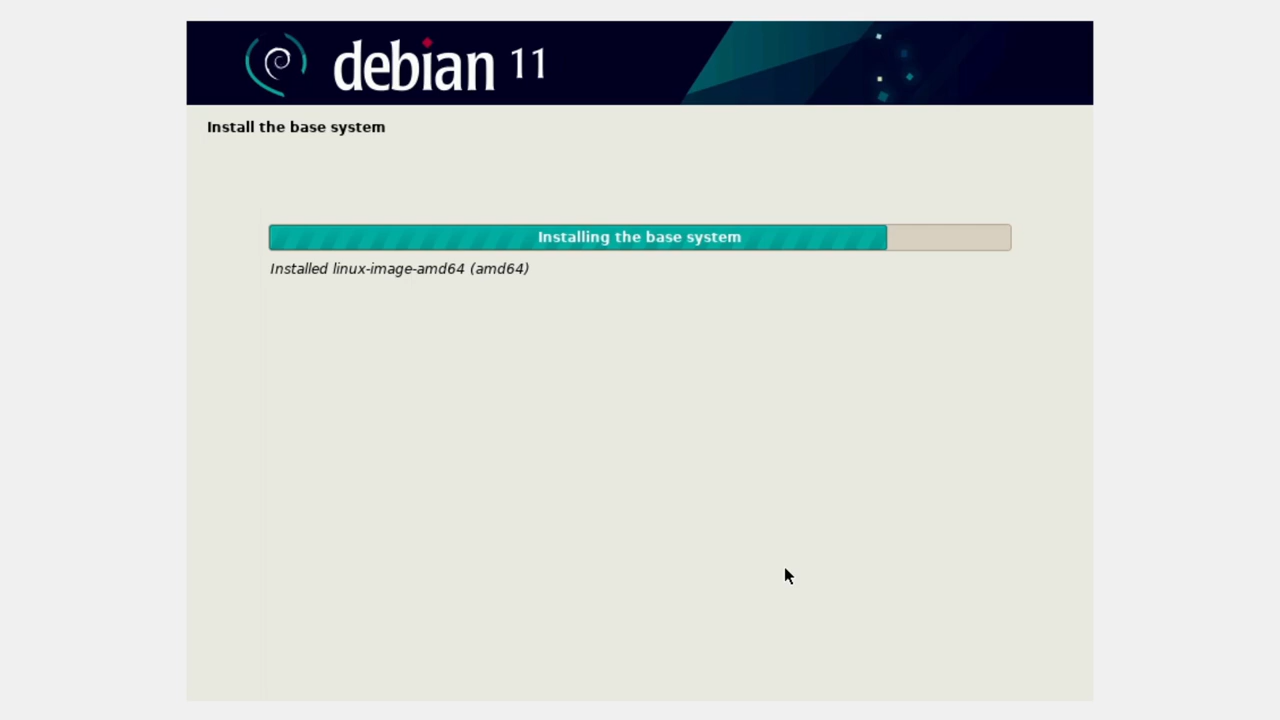 debian 11
Install the base system
Installing the base system
Installed linux-image-amd64 (amd64)